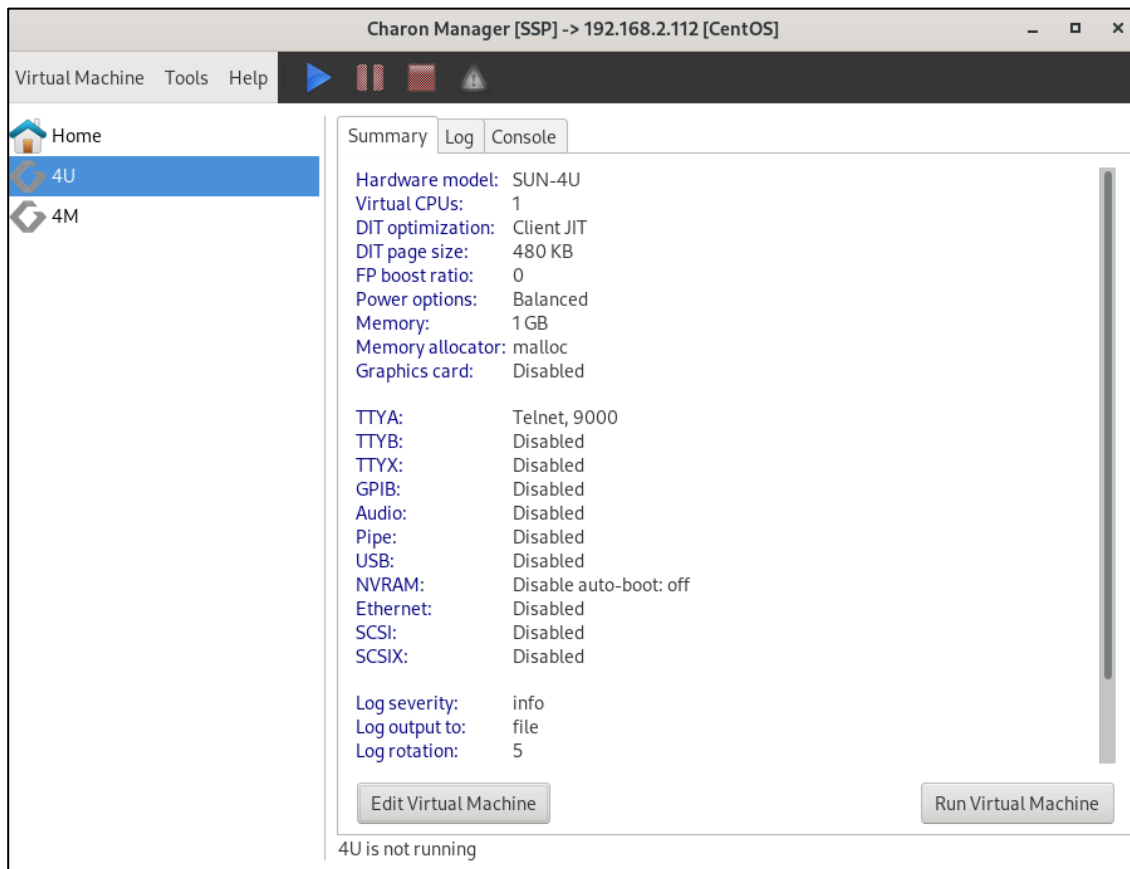 Charon Manager [SSP] -> 192.168.2.112 [CentOS]
Virtual Machine Tools Help
Home
4U
4M
Summary Log Console
Hardware model: SUN-4U
Virtual CPUs: 1
DIT optimization: Client JIT
DIT page size: 480 KB
FP boost ratio: 0
Power options: Balanced
Memory: 1 GB
Memory allocator: malloc
Graphics card: Disabled
TTYA: Telnet, 9000
TTYB: Disabled
TTYX: Disabled
GPIB: Disabled
Audio: Disabled
Pipe: Disabled
USB: Disabled
NVRAM: Disable auto-boot: off
Ethernet: Disabled
SCSI: Disabled
SCSIX: Disabled
Log severity: info
Log output to: file
Log rotation: 5
Edit Virtual Machine Run Virtual Machine
4U is not running